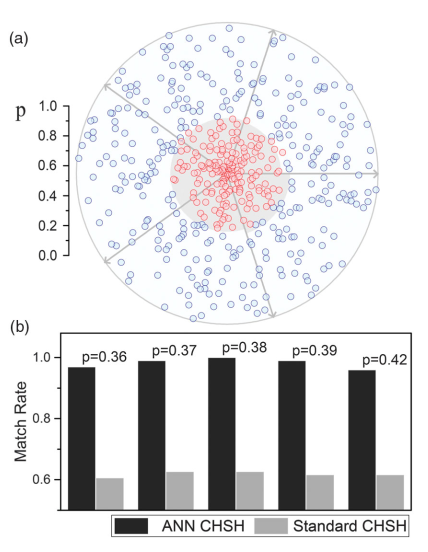 (a)
p
1.0
0.8
0.6
0.4
0.2
0.0
(b)
p=0.36 p=0.37 p=0.38 p=0.39 p=0.42
1.0
0.8
0.6
Match Rate
ANN CHSH Standard CHSH